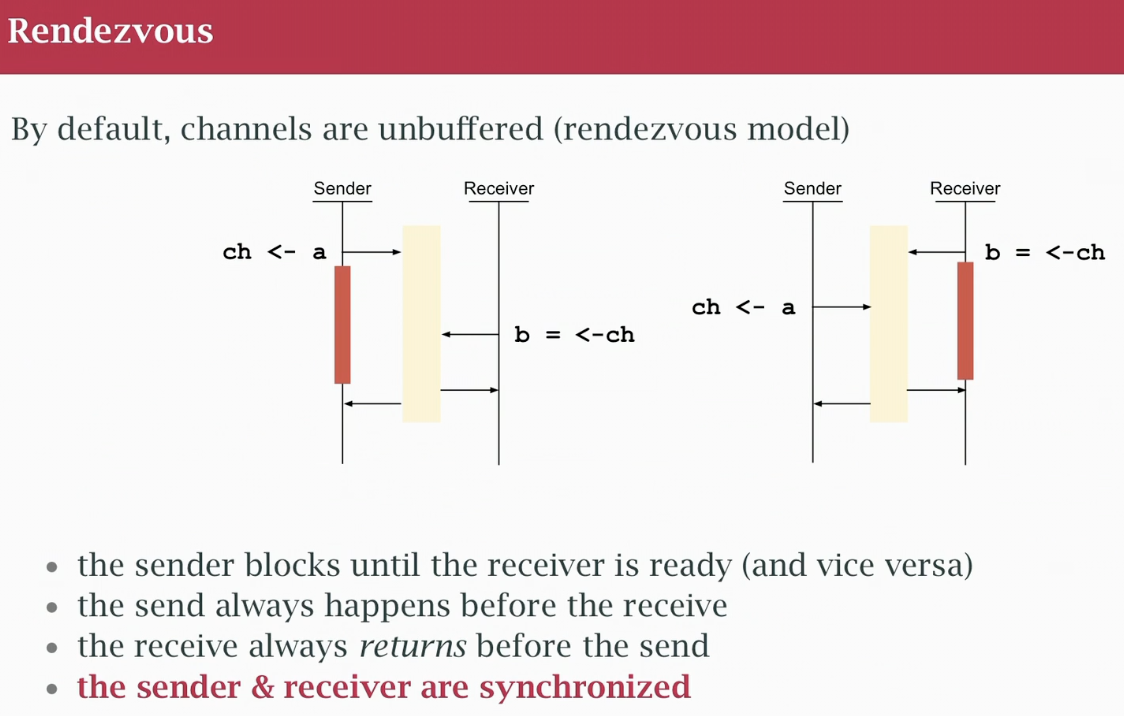 Rendezvous
By default, channels are unbuffered (rendezvous model)
Sender Receiver
ch <- a
b = <-ch
Sender Receiver
b = <-ch
ch <- a
the sender blocks until the receiver is ready (and vice versa)
the send always happens before the receive
the receive always returns before the send
the sender & receiver are synchronized